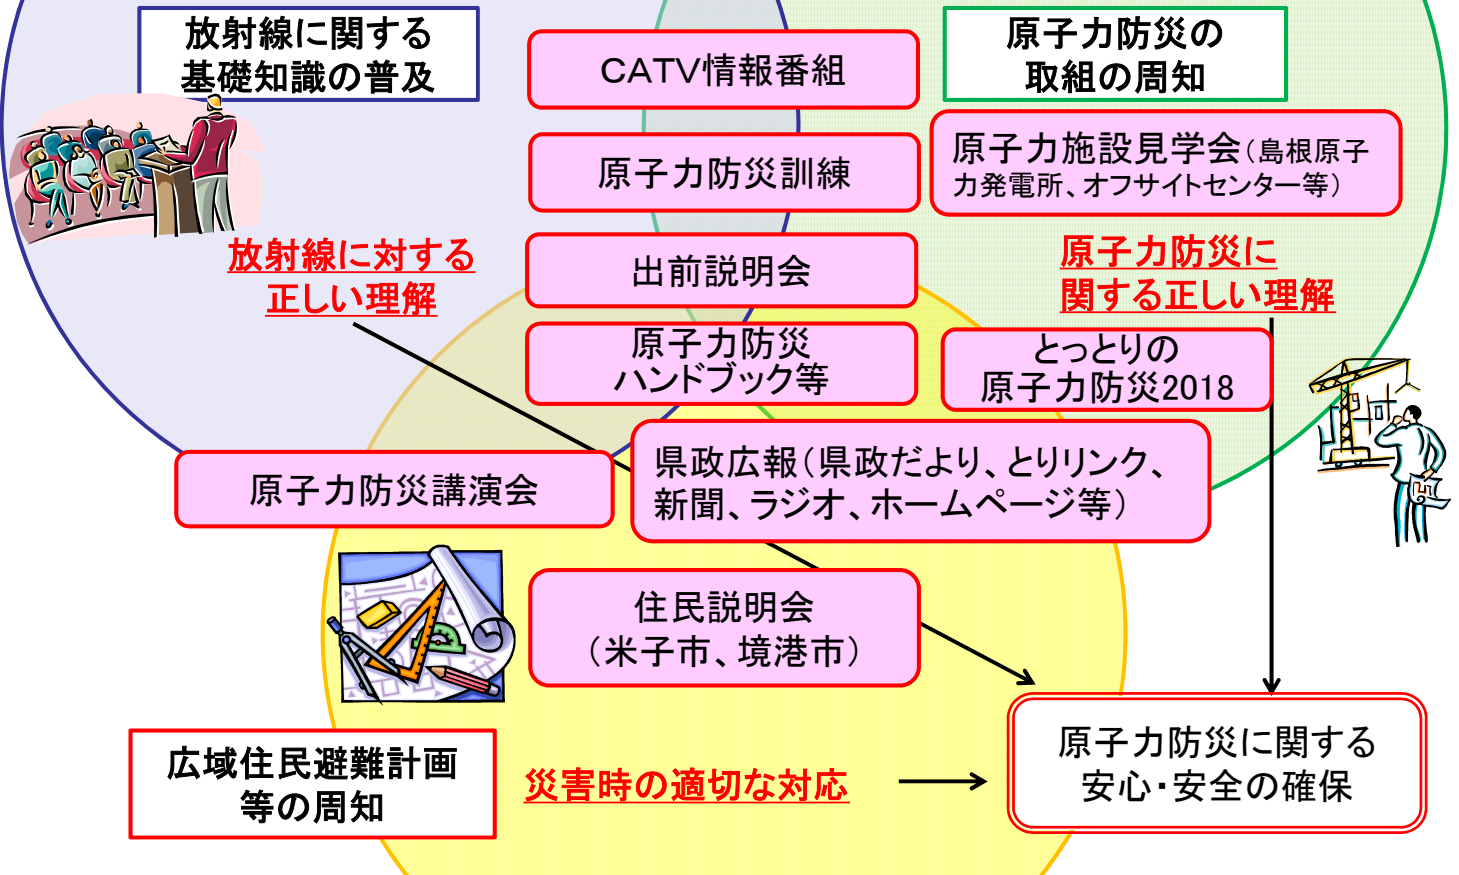 放射線に関する
基礎知識の普及
CATV情報番組
原子力防災の
取組の周知
原子力防災訓練
原子力施設見学会(島根原子
力発電所、オフサイトセンター等)
放射線に対する
正しい理解
出前説明会
原子力防災に
関する正しい理解
原子力防災
ハンドブック等
とっとりの
原子力防災2018
原子力防災講演会
県政広報(県政だより、とりリンク、
新聞、ラジオ、ホームページ等)
住民説明会
(米子市、境港市)
広域住民避難計画
等の周知
災害時の適切な対応
原子力防災に関する
安心・安全の確保